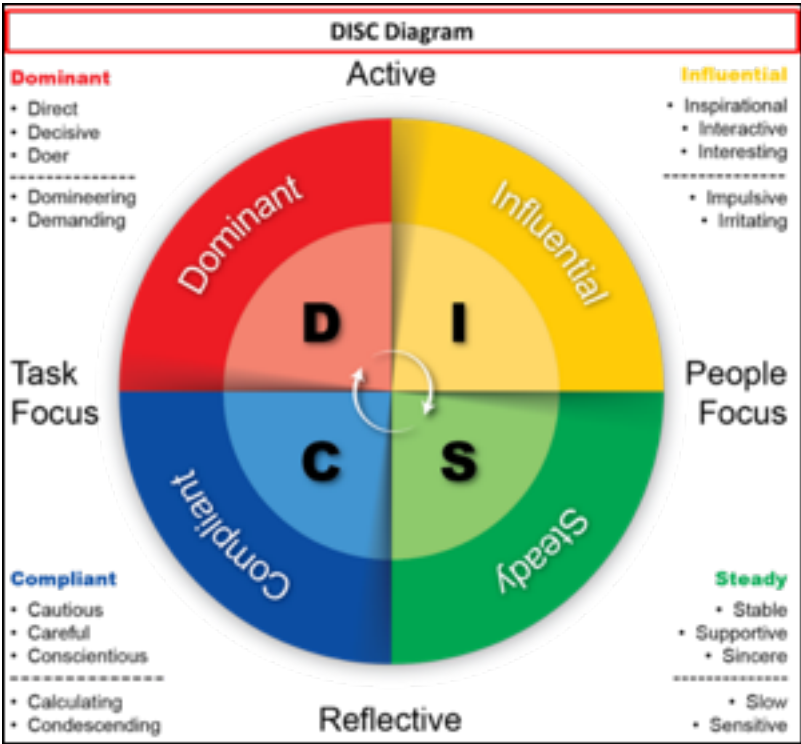 DISC Diagram
Active
Dominant
• Direct
• Decisive
• Doer
• Domineering
• Demanding
Influential
• Inspirational
• Interactive
• Interesting
• Impulsive
• Irritating
Dominant
Influential
D
I
Task
Focus
People
Focus
C
S
Compliant
Steady
Compliant
• Cautious
• Careful
• Conscientious
• Calculating
• Condescending
Steady
• Stable
• Supportive
• Sincere
• Slow
• Sensitive
Reflective